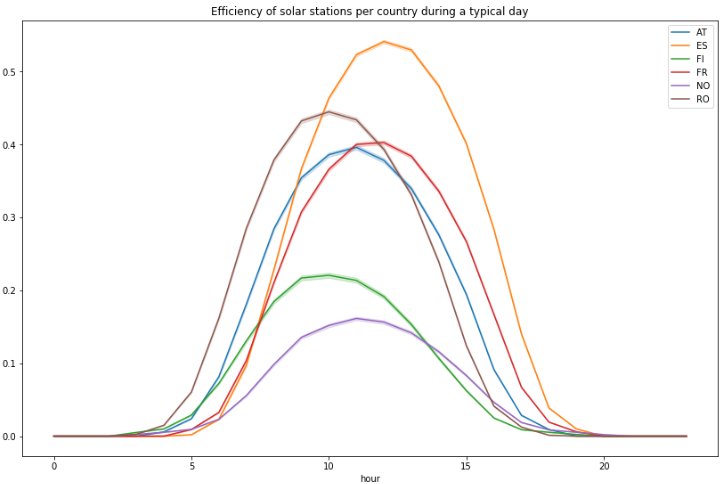 Efficiency of solar stations per country during a typical day
AT
ES
FI
FR
NO
RO
0.5
0.4
0.3
0.2
0.1
0.0
0 5 10 15 20
hour